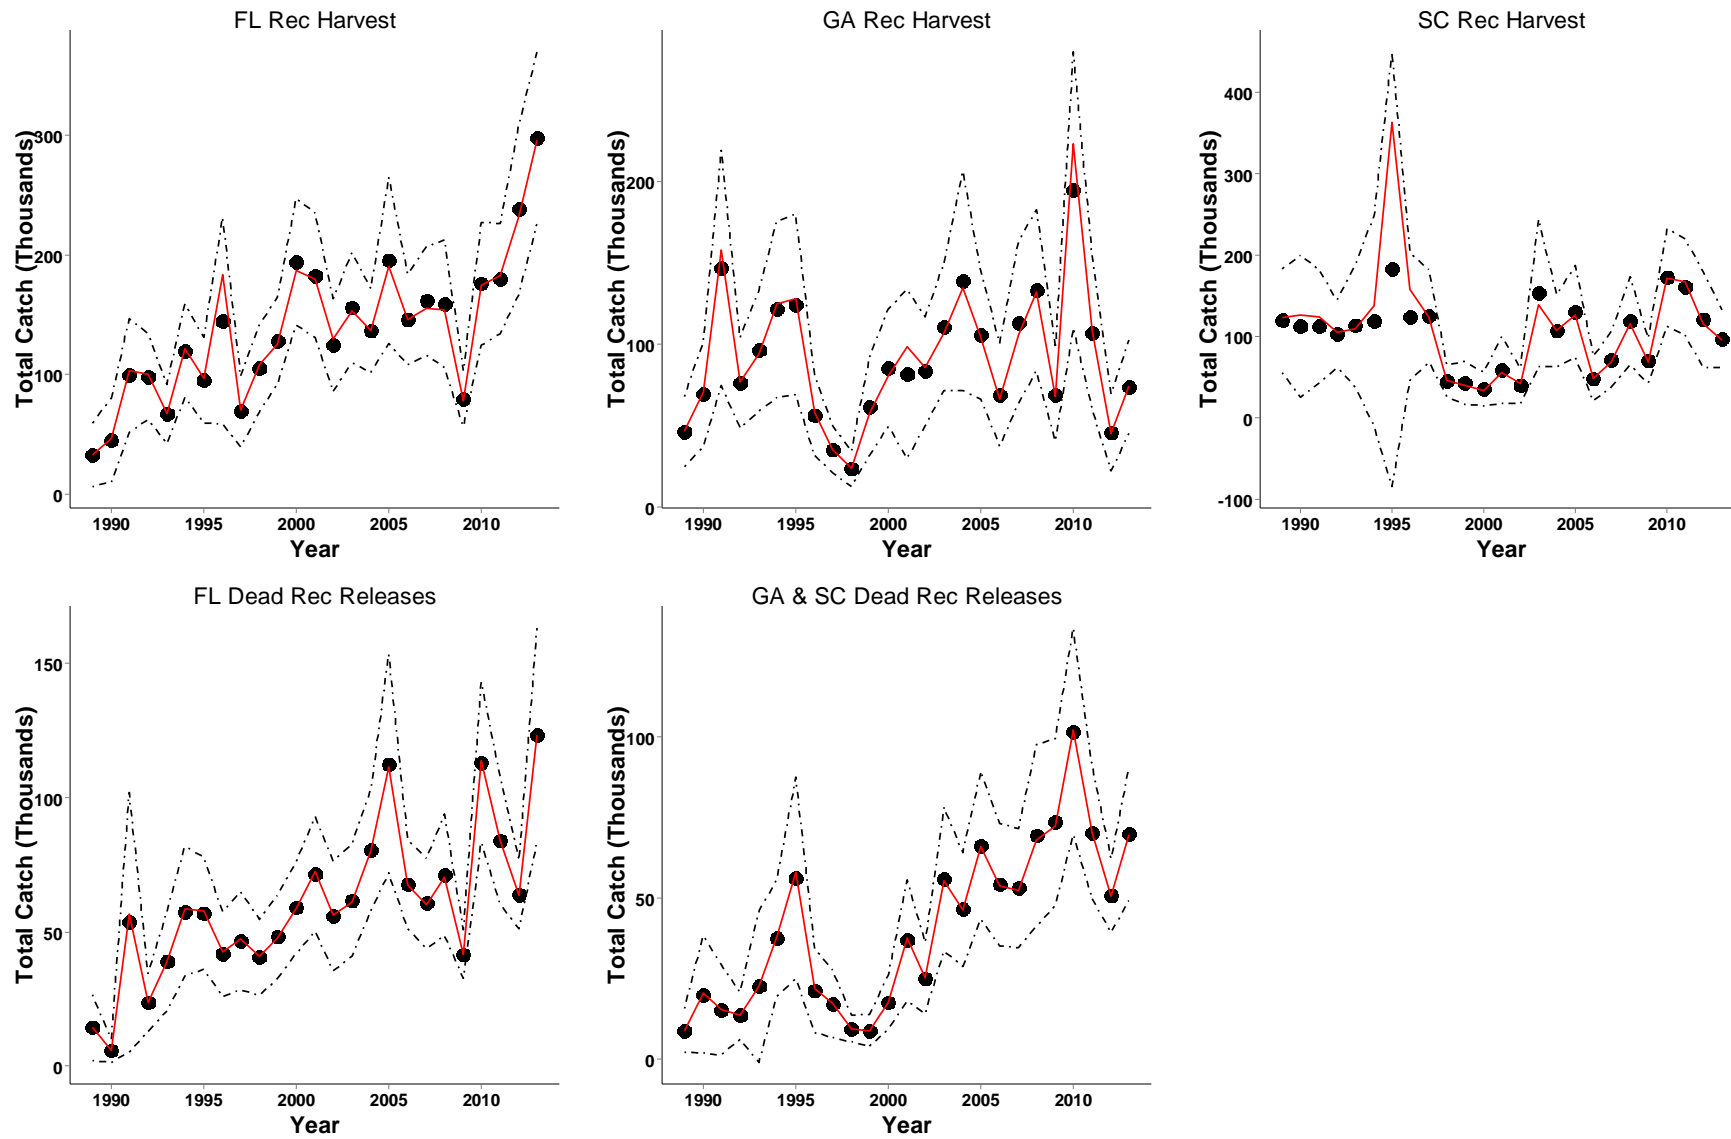 FL Rec Harvest
Total Catch (Thousands)
300
200
100
0
1990 1995 2000 2005 2010
Year
GA Rec Harvest
Total Catch (Thousands)
200
100
0
1990 1995 2000 2005 2010
Year
SC Rec Harvest
Total Catch (Thousands)
400
300
200
100
0
-100
1990 1995 2000 2005 2010
Year
FL Dead Rec Releases
Total Catch (Thousands)
150
100
50
0
1990 1995 2000 2005 2010
Year
GA & SC Dead Rec Releases
Total Catch (Thousands)
100
50
0
1990 1995 2000 2005 2010
Year